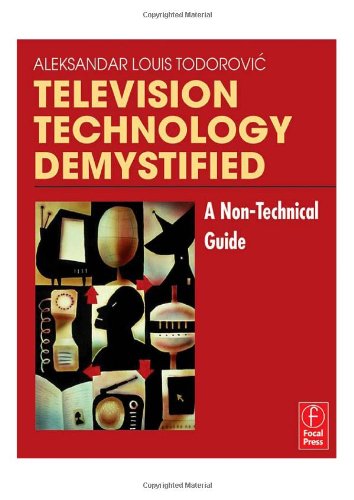 Copyrighted Material
ALEKSANDAR LOUIS TODOROVIĆ
TELEVISION
TECHNOLOGY
DEMYSTIFIED
A Non-Technical
Guide
Focal
Press
Copyrighted Material